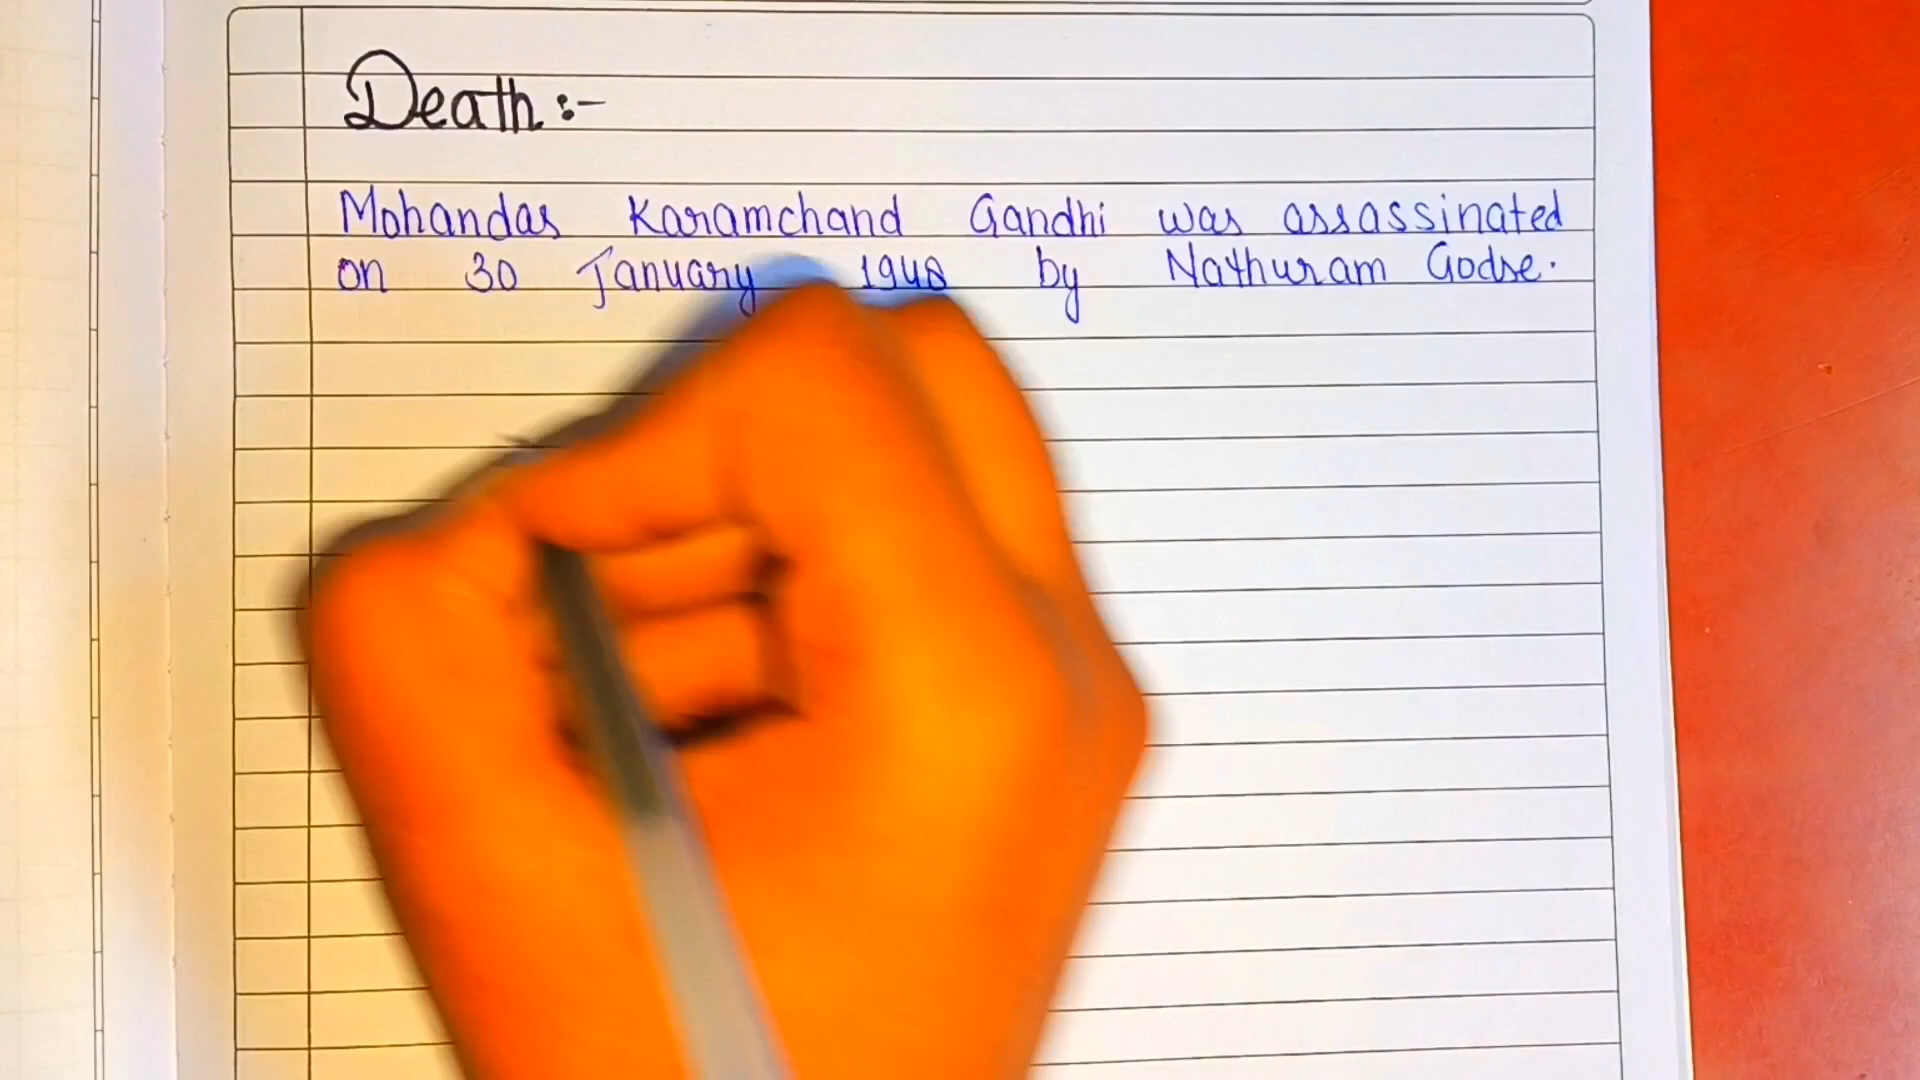 Death:-
Mohandas Karamchand Gandhi was assassinated
on 30 January 1948 by Nathuram Godse.